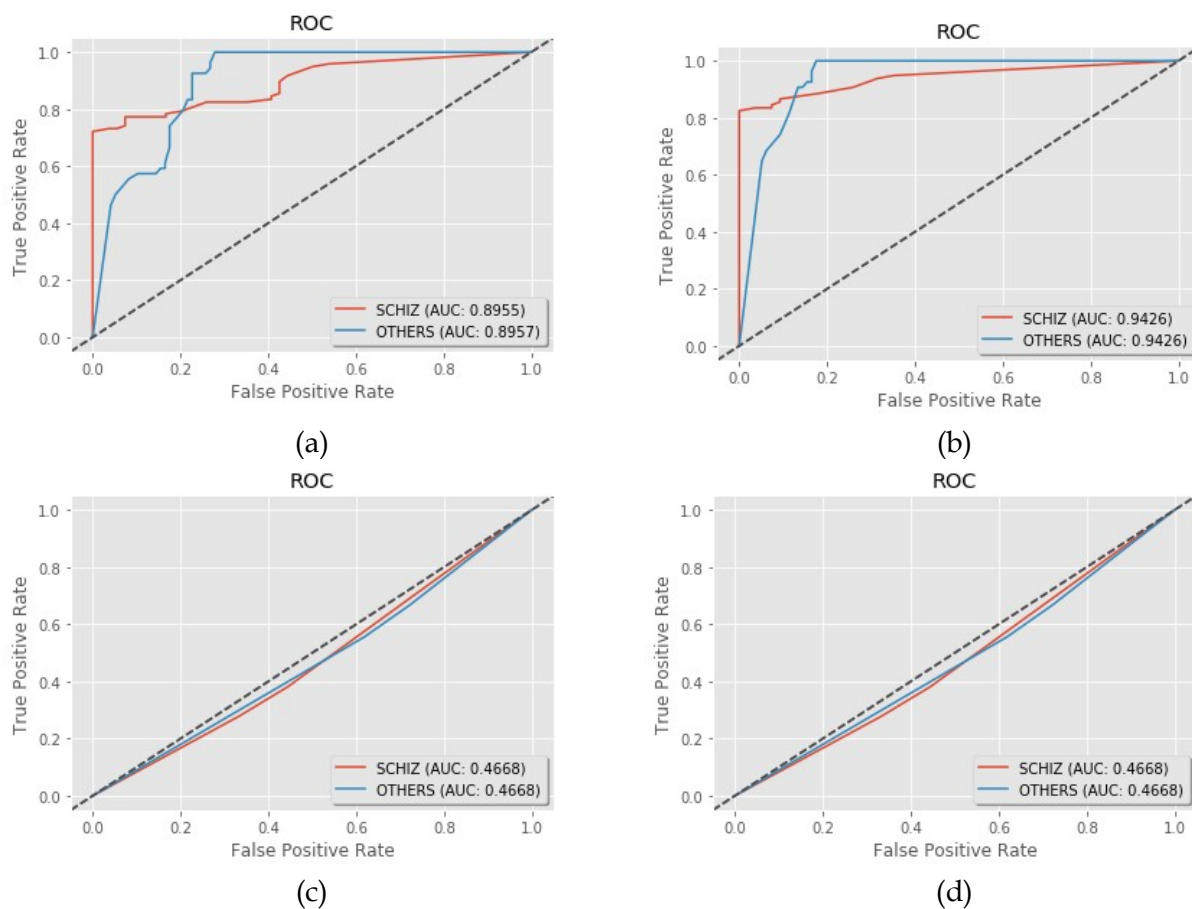 ROC
True Positive Rate
1.0
0.8
0.6
0.4
0.2
0.0
SCHIZ (AUC: 0.8955)
OTHERS (AUC: 0.8957)
0.0 0.2 0.4 0.6 0.8 1.0
False Positive Rate
(a)
ROC
True Positive Rate
1.0
0.8
0.6
0.4
0.2
0.0
SCHIZ (AUC: 0.9426)
OTHERS (AUC: 0.9426)
0.0 0.2 0.4 0.6 0.8 1.0
False Positive Rate
(b)
ROC
True Positive Rate
1.0
0.8
0.6
0.4
0.2
0.0
SCHIZ (AUC: 0.4668)
OTHERS (AUC: 0.4668)
0.0 0.2 0.4 0.6 0.8 1.0
False Positive Rate
(c)
ROC
True Positive Rate
1.0
0.8
0.6
0.4
0.2
0.0
SCHIZ (AUC: 0.4668)
OTHERS (AUC: 0.4668)
0.0 0.2 0.4 0.6 0.8 1.0
False Positive Rate
(d)